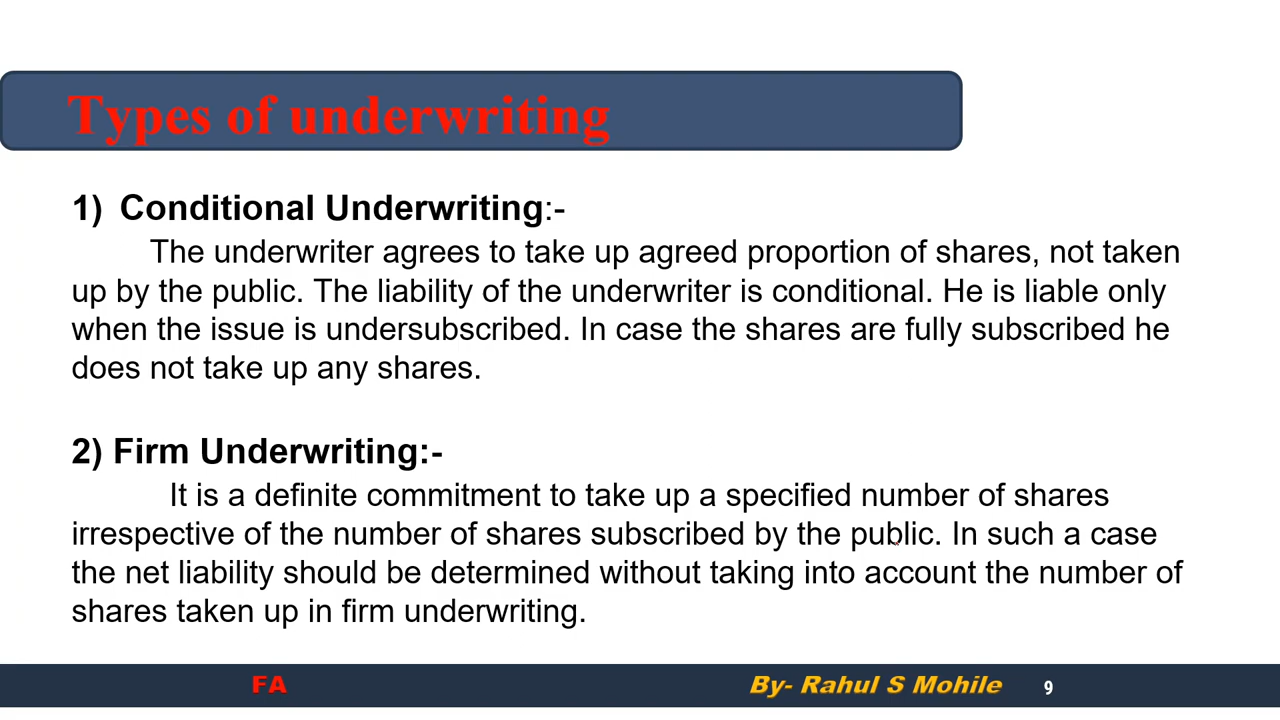 Types of underwriting
1) Conditional Underwriting:-
The underwriter agrees to take up agreed proportion of shares, not taken
up by the public. The liability of the underwriter is conditional. He is liable only
when the issue is undersubscribed. In case the shares are fully subscribed he
does not take up any shares.
2) Firm Underwriting:-
It is a definite commitment to take up a specified number of shares
irrespective of the number of shares subscribed by the public. In such a case
the net liability should be determined without taking into account the number of
shares taken up in firm underwriting.
FA By- Rahul S Mohile 9